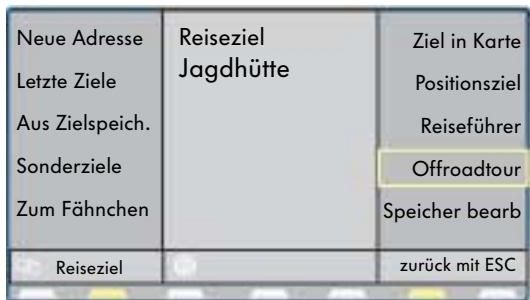 Neue Adresse
Letzte Ziele
Aus Zielspeich.
Sonderziele
Zum Fähnchen
Reiseziel
Jagdhütte
Ziel in Karte
Positionsziel
Reiseführer
Offroadtour
Speicher bearb
Reiseziel
zurück mit ESC